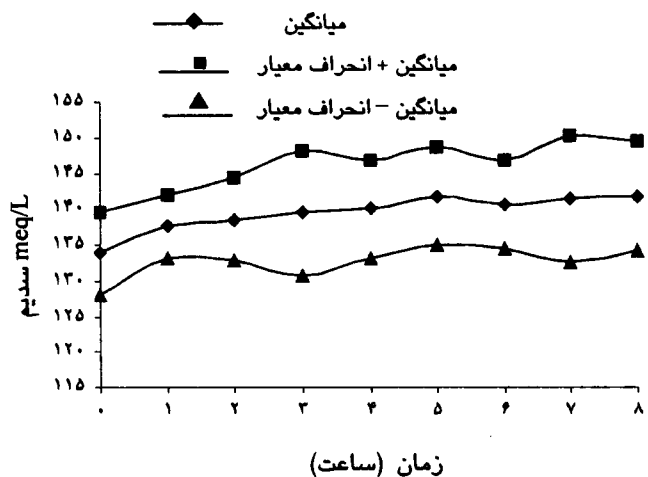 میانگین
میانگین + انحراف معیار
میانگین – انحراف معیار
۱۵۵
۱۵۰
۱۴۵
۱۴۰
۱۳۵
۱۳۰
۱۲۵
۱۲۰
۱۱۵
سدیم meq/L
۰ ۱ ۲ ۳ ۴ ۵ ۶ ۷ ۸
زمان (ساعت)